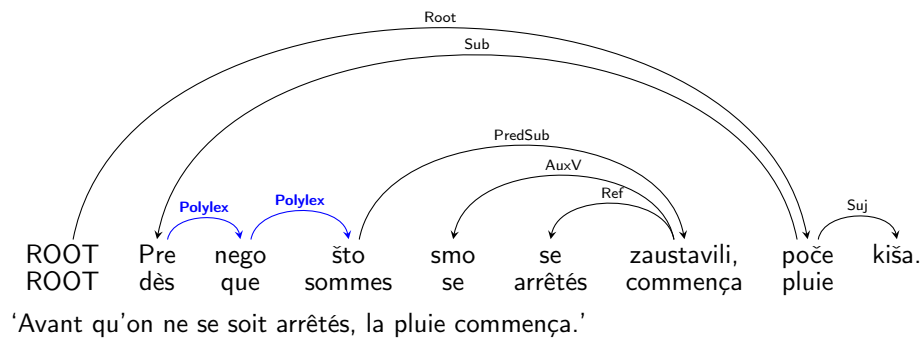 Root
Sub
PredSub
AuxV
Ref
Polylex Polylex Suj
ROOT Pre nego što smo se zaustavili, poče kiša.
ROOT dès que sommes se arrêtés commença pluie
‘Avant qu’on ne se soit arrêtés, la pluie commença.’